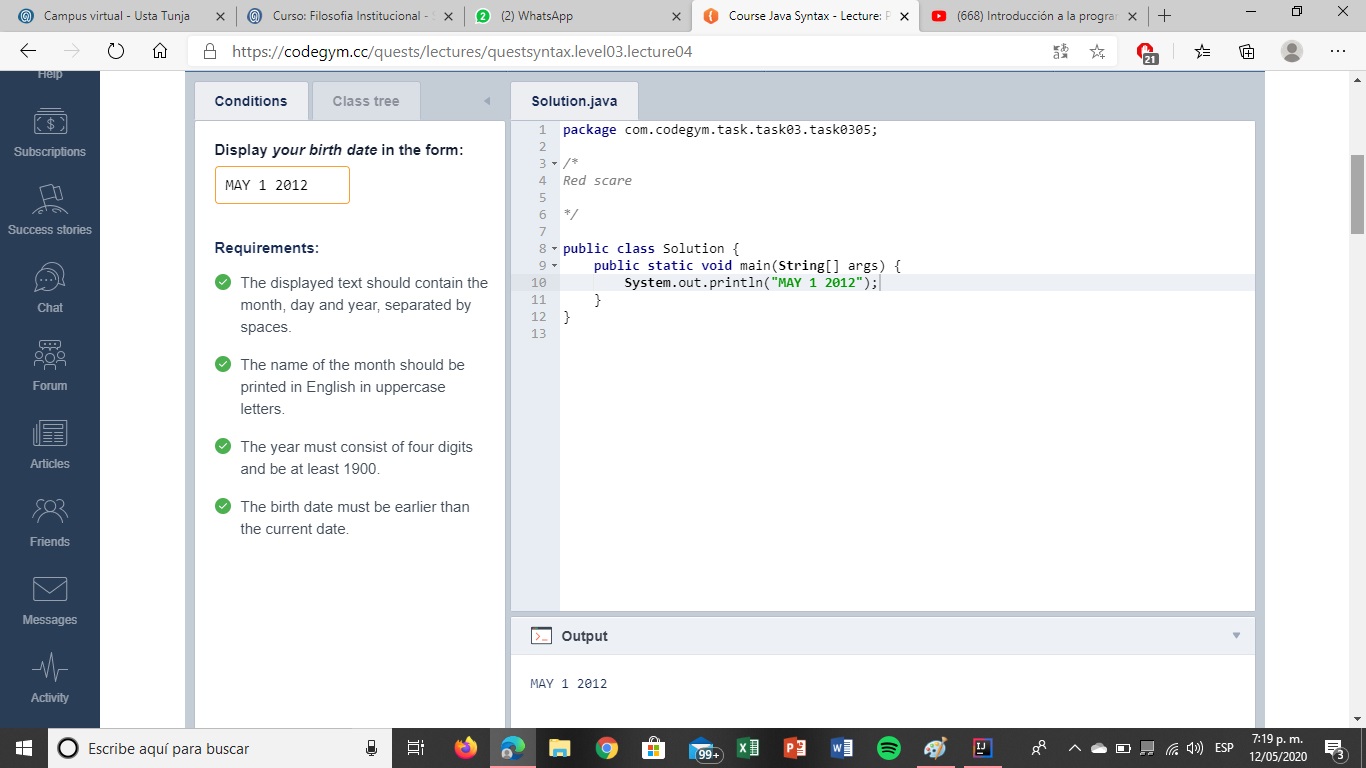 Campus virtual - Usta Tunja
Curso: Filosofia Institucional -
(2) WhatsApp
Course Java Syntax - Lecture: P
(668) Introducción a la progra
https://codegym.cc/quests/lectures/questsyntax.level03.lecture04
21
Help
Subscriptions
Success stories
Chat
Forum
Articles
Friends
Messages
Activity
Conditions
Class tree
Display your birth date in the form:
MAY 1 2012
Requirements:
The displayed text should contain the
month, day and year, separated by
spaces.
The name of the month should be
printed in English in uppercase
letters.
The year must consist of four digits
and be at least 1900.
The birth date must be earlier than
the current date.
Solution.java
1 package com.codegym.task.task03.task0305;
2
3 /*
4 Red scare
5
6 */
7
8 public class Solution {
9 public static void main(String[] args) {
10 System.out.println("MAY 1 2012");
11 }
12 }
13
Output
MAY 1 2012
Escribe aquí para buscar
99+
ESP
7:19 p. m.
12/05/2020
3